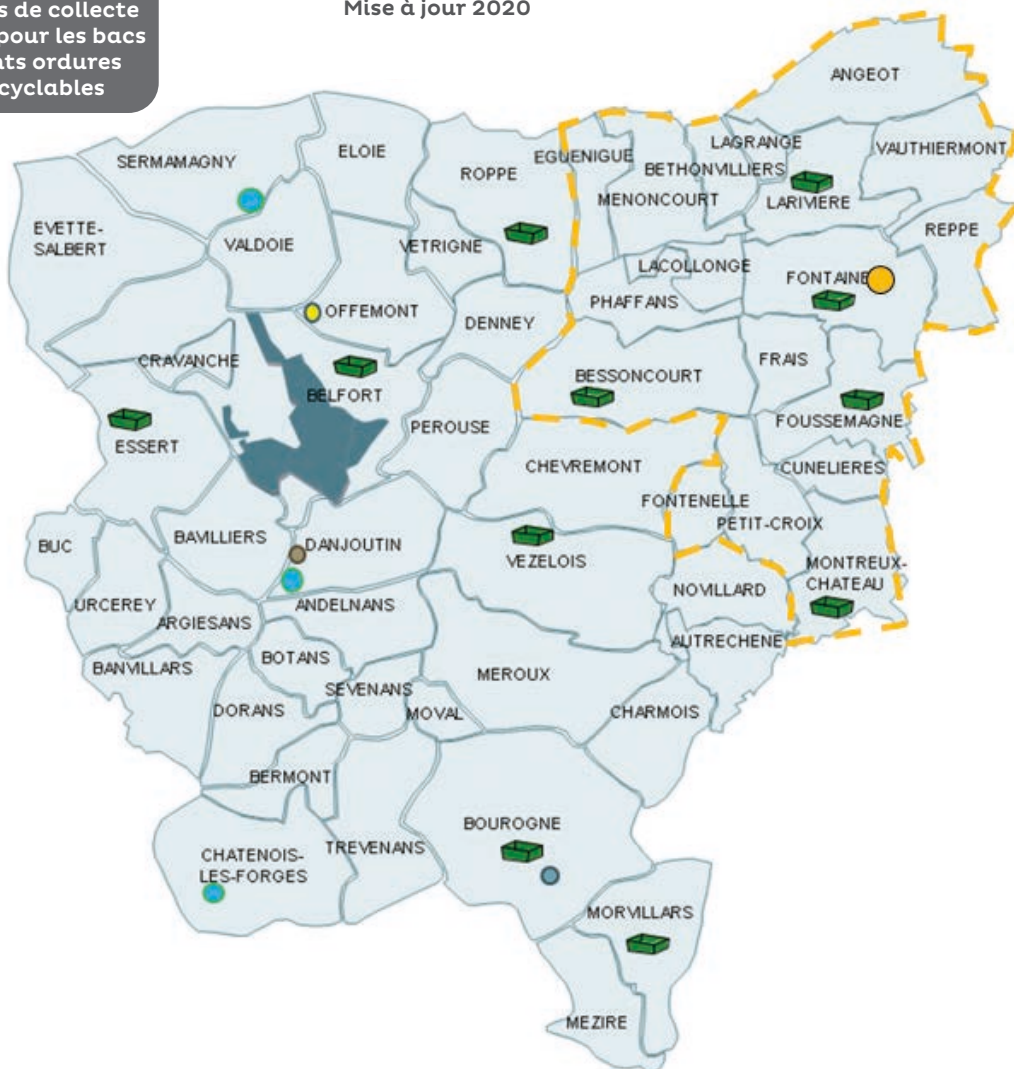 de collecte
pour les bacs
ordures
Mise à jour 2020
ANGEOT
SERMAMAGNY
ELOIE
ROPPE
EGUENIGUE
LAGRANGE
VAUTHIERMONT
BETHONVILLIERS
MENONCOURT
LARIVIERE
EVETTE-
SALBERT
VALDOIE
VETRIGNE
REPPE
LACOLLONGE
FONTAINE
PHAFFANS
OFFEMONT
DENNEY
CRAVANCHE
FRAIS
BESSONCOURT
BELFORT
ESSERT
PEROUSE
FOUSSEMAGNE
CHEVREMONT
CUNELIERES
FONTENELLE
PETIT-CROIX
BUC
BAVILLIERS
DANJOUTIN
VEZELOIS
MONTREUX-
CHATEAU
NOVILLARD
URCEREY
ANDELNANS
ARGIESANS
AUTRECHENE
BANVILLARS
BOTANS
MEROUX
SEVENANS
DORANS
MOVAL
CHARMOIS
BERMONT
BOUROGNE
TREVENANS
CHATENOIS-
LES-FORGES
MORVILLARS
MEZIRE